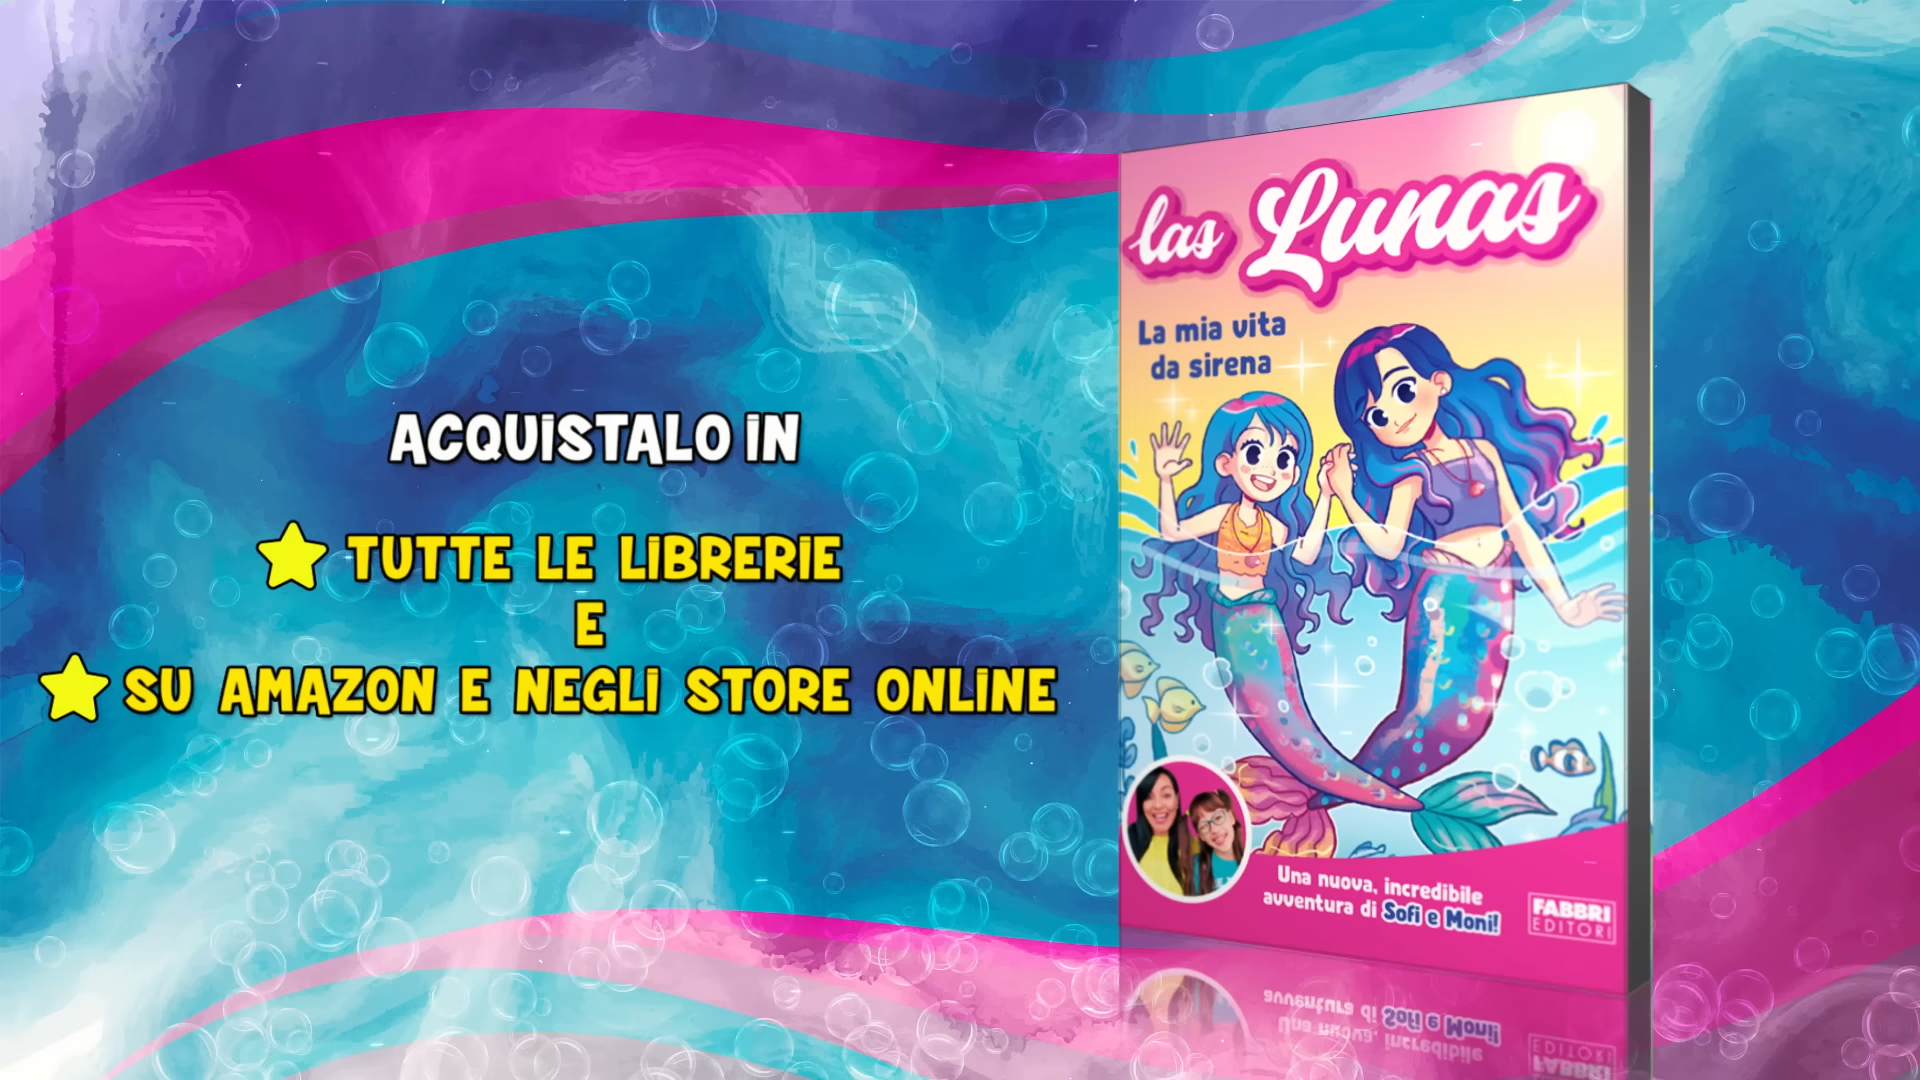 ACQUISTALO IN
TUTTE LE LIBRERIE
E
SU AMAZON E NEGLI STORE ONLINE
las Lunas
La mia vita
da sirena
Una nuova, incredibile
avventura di Sofi e Moni!
FABBRI
EDITORI